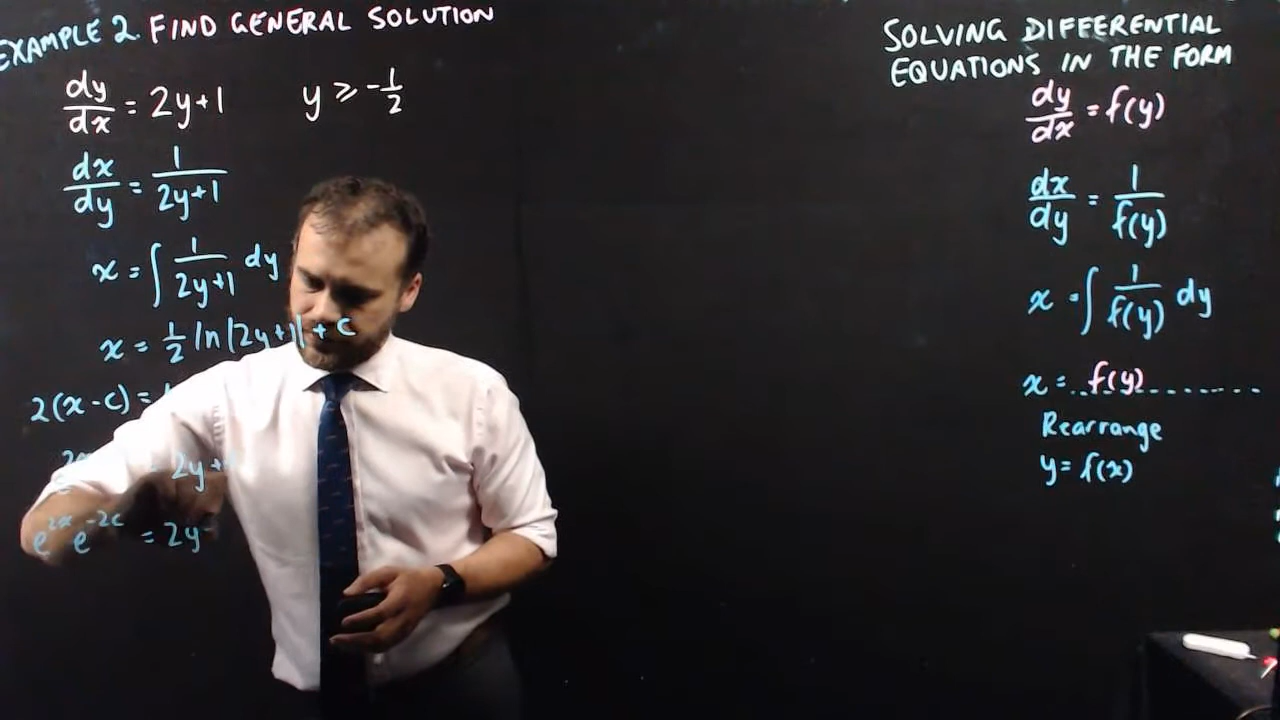 EXAMPLE 2. FIND GENERAL SOLUTION
dy/dx = 2y+1 y ≥ -1/2
dx/dy = 1/2y+1
x = ∫ 1/2y+1 dy
x = 1/2 ln|2y+1| + c
2(x-c) =
2y+
e^2x e^-2c = 2y
SOLVING DIFFERENTIAL
EQUATIONS IN THE FORM
dy/dx = f(y)
dx/dy = 1/f(y)
x = ∫ 1/f(y) dy
x = .. f(y) ........
Rearrange
y = f(x)